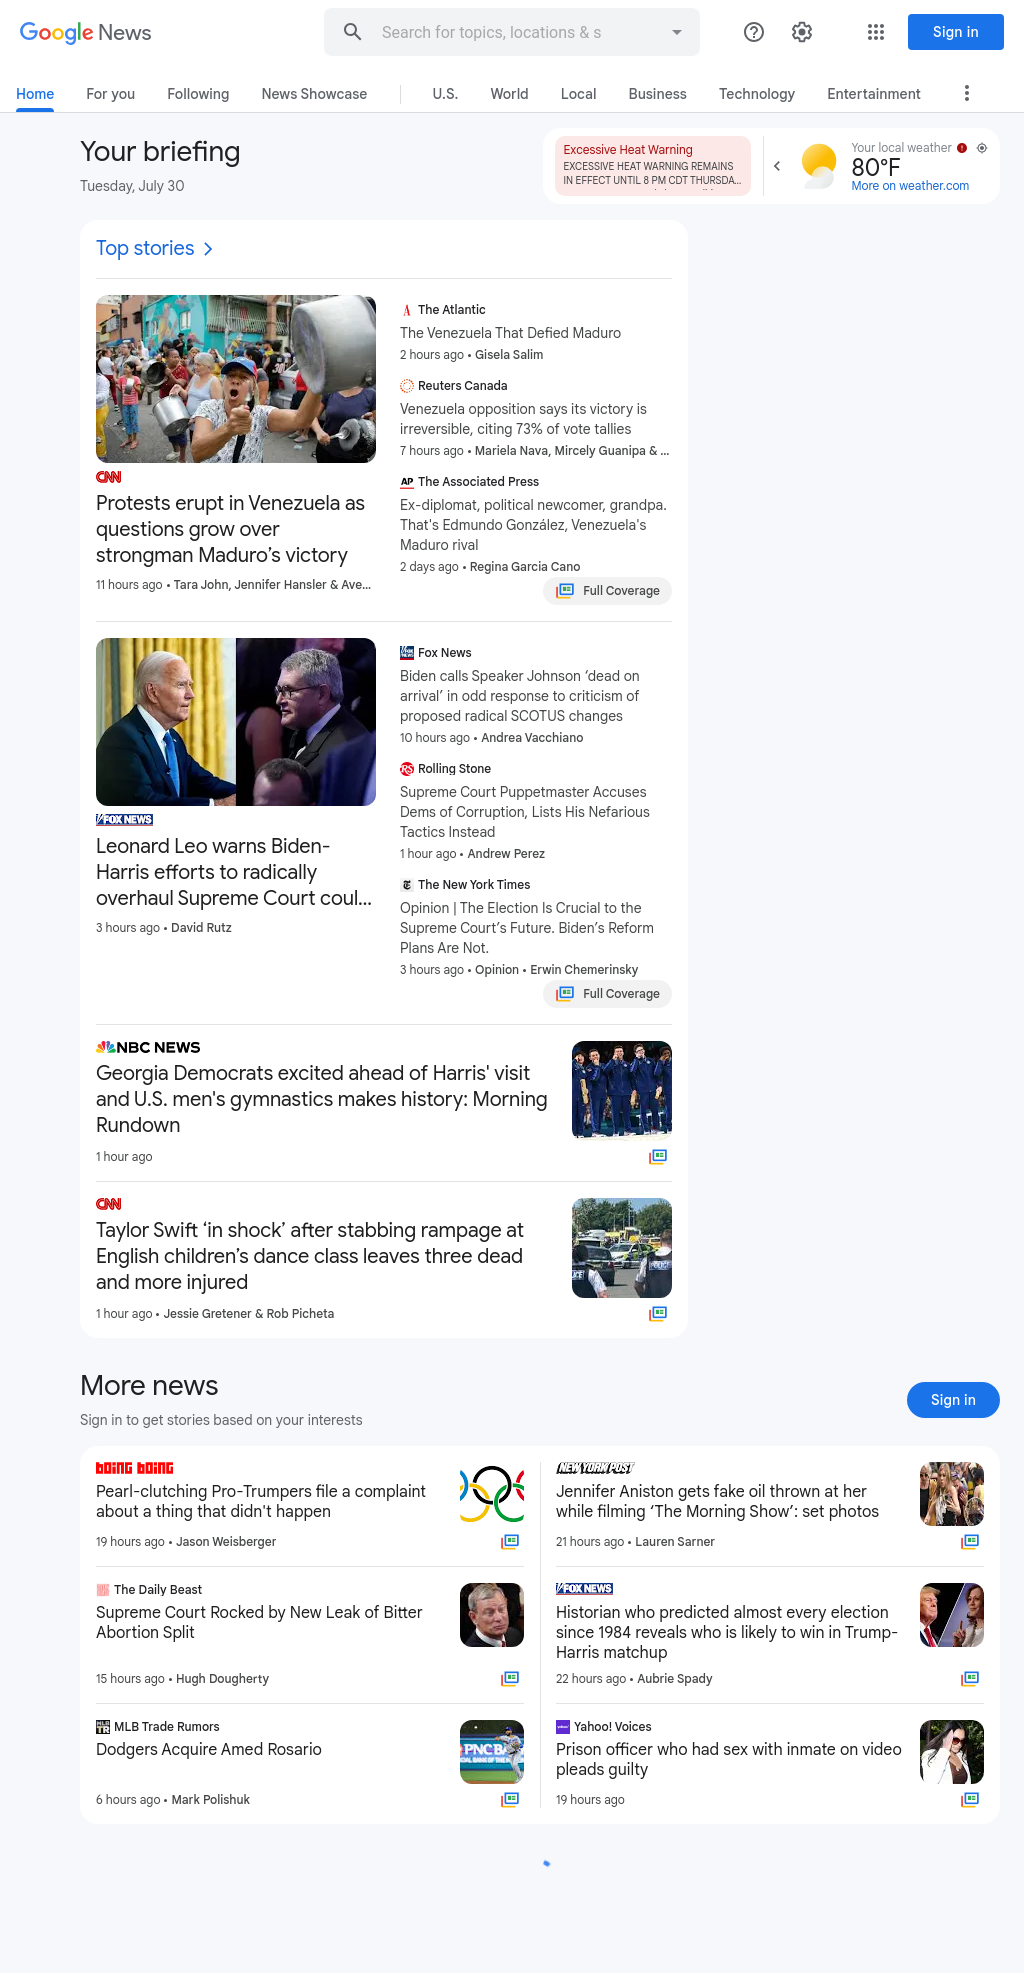 Google News
Search for topics, locations & s
Sign in
Home
For you
Following
News Showcase
U.S.
World
Local
Business
Technology
Entertainment
Your briefing
Tuesday, July 30
Excessive Heat Warning
EXCESSIVE HEAT WARNING REMAINS
IN EFFECT UNTIL 8 PM CDT THURSDA...
Your local weather
80°F
More on weather.com
Top stories
CNN
Protests erupt in Venezuela as
questions grow over
strongman Maduro’s victory
11 hours ago • Tara John, Jennifer Hansler & Ave...
The Atlantic
The Venezuela That Defied Maduro
2 hours ago • Gisela Salim
Reuters Canada
Venezuela opposition says its victory is
irreversible, citing 73% of vote tallies
7 hours ago • Mariela Nava, Mircely Guanipa & ...
AP The Associated Press
Ex-diplomat, political newcomer, grandpa.
That's Edmundo González, Venezuela's
Maduro rival
2 days ago • Regina Garcia Cano
Full Coverage
FOX NEWS
Leonard Leo warns Biden-
Harris efforts to radically
overhaul Supreme Court coul...
3 hours ago • David Rutz
Fox News
Biden calls Speaker Johnson ‘dead on
arrival’ in odd response to criticism of
proposed radical SCOTUS changes
10 hours ago • Andrea Vacchiano
RS Rolling Stone
Supreme Court Puppetmaster Accuses
Dems of Corruption, Lists His Nefarious
Tactics Instead
1 hour ago • Andrew Perez
The New York Times
Opinion | The Election Is Crucial to the
Supreme Court’s Future. Biden’s Reform
Plans Are Not.
3 hours ago • Opinion • Erwin Chemerinsky
Full Coverage
NBC NEWS
Georgia Democrats excited ahead of Harris' visit
and U.S. men's gymnastics makes history: Morning
Rundown
1 hour ago
CNN
Taylor Swift ‘in shock’ after stabbing rampage at
English children’s dance class leaves three dead
and more injured
1 hour ago • Jessie Gretener & Rob Picheta
More news
Sign in to get stories based on your interests
Sign in
boing boing
Pearl-clutching Pro-Trumpers file a complaint
about a thing that didn't happen
19 hours ago • Jason Weisberger
NEW YORK POST
Jennifer Aniston gets fake oil thrown at her
while filming ‘The Morning Show’: set photos
21 hours ago • Lauren Sarner
The Daily Beast
Supreme Court Rocked by New Leak of Bitter
Abortion Split
15 hours ago • Hugh Dougherty
FOX NEWS
Historian who predicted almost every election
since 1984 reveals who is likely to win in Trump-
Harris matchup
22 hours ago • Aubrie Spady
MLB Trade Rumors
Dodgers Acquire Amed Rosario
6 hours ago • Mark Polishuk
Yahoo! Voices
Prison officer who had sex with inmate on video
pleads guilty
19 hours ago